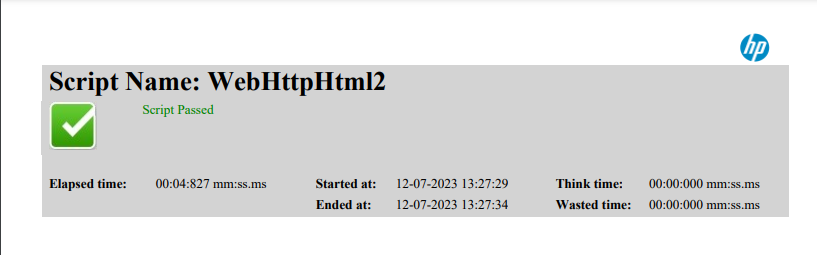 hp
Script Name: WebHttpHtml2
Script Passed
Elapsed time: 00:04:827 mm:ss.ms Started at: 12-07-2023 13:27:29 Think time: 00:00:000 mm:ss.ms
Ended at: 12-07-2023 13:27:34 Wasted time: 00:00:000 mm:ss.ms